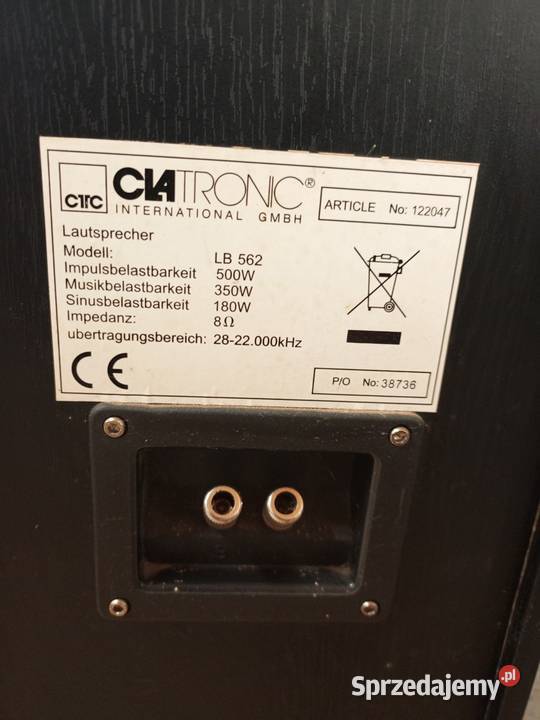 CTC CLATRONIC®
INTERNATIONAL GMBH
ARTICLE No: 122047
Lautsprecher
Modell: LB 562
Impulsbelastbarkeit 500W
Musikbelastbarkeit 350W
Sinusbelastbarkeit 180W
Impedanz: 8Ω
ubertragungsbereich: 28-22.000kHz
CE
P/O No: 38736
Sprzedajemy.pl